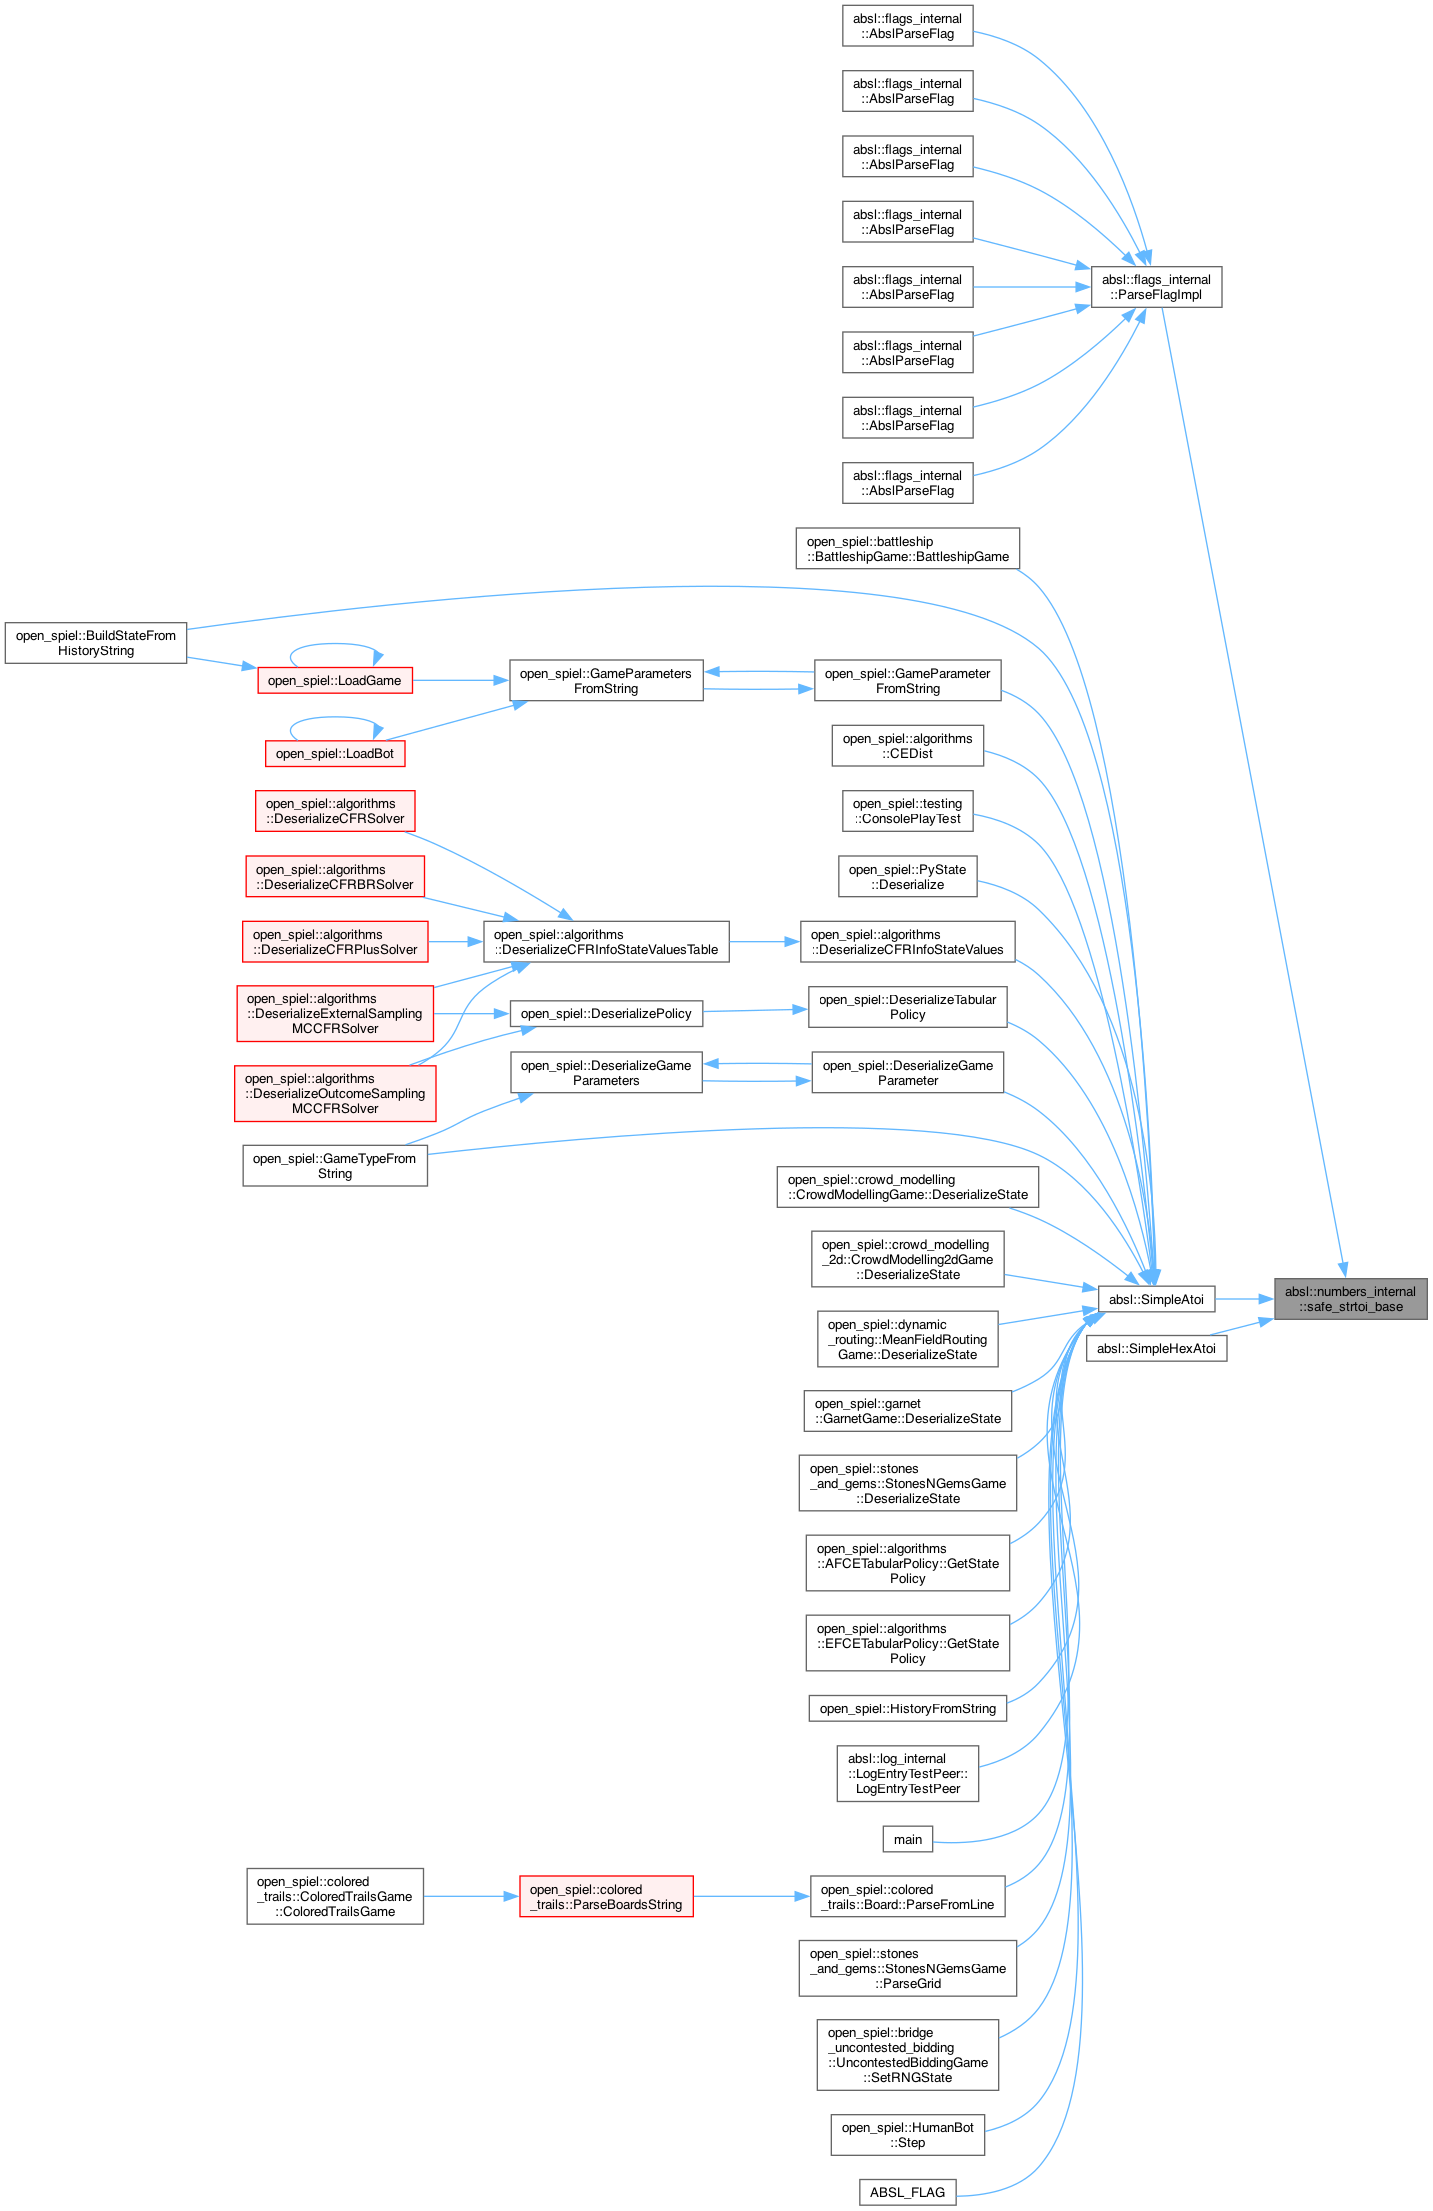 absl::flags_internal
::AbslParseFlag
absl::flags_internal
::AbslParseFlag
absl::flags_internal
::AbslParseFlag
absl::flags_internal
::AbslParseFlag
absl::flags_internal
::AbslParseFlag
absl::flags_internal
::AbslParseFlag
absl::flags_internal
::AbslParseFlag
absl::flags_internal
::AbslParseFlag
absl::flags_internal
::ParseFlagImpl
open_spiel::battleship
::BattleshipGame::BattleshipGame
open_spiel::BuildStateFrom
HistoryString
open_spiel::LoadGame
open_spiel::GameParameters
FromString
open_spiel::GameParameter
FromString
open_spiel::LoadBot
open_spiel::algorithms
::CEDist
open_spiel::algorithms
::DeserializeCFRSolver
open_spiel::testing
::ConsolePlayTest
open_spiel::algorithms
::DeserializeCFRBRSolver
open_spiel::PyState
::Deserialize
open_spiel::algorithms
::DeserializeCFRPlusSolver
open_spiel::algorithms
::DeserializeCFRInfoStateValuesTable
open_spiel::algorithms
::DeserializeCFRInfoStateValues
open_spiel::algorithms
::DeserializeExternalSampling
MCCFRSolver
open_spiel::DeserializePolicy
open_spiel::DeserializeTabular
Policy
open_spiel::algorithms
::DeserializeOutcomeSampling
MCCFRSolver
open_spiel::DeserializeGame
Parameters
open_spiel::DeserializeGame
Parameter
open_spiel::GameTypeFrom
String
open_spiel::crowd_modelling
::CrowdModellingGame::DeserializeState
open_spiel::crowd_modelling
_2d::CrowdModelling2dGame
::DeserializeState
absl::SimpleAtoi
absl::numbers_internal
::safe_strtoi_base
open_spiel::dynamic
_routing::MeanFieldRouting
Game::DeserializeState
absl::SimpleHexAtoi
open_spiel::garnet
::GarnetGame::DeserializeState
open_spiel::stones
_and_gems::StonesNGemsGame
::DeserializeState
open_spiel::algorithms
::AFCETabularPolicy::GetState
Policy
open_spiel::algorithms
::EFCETabularPolicy::GetState
Policy
open_spiel::HistoryFromString
absl::log_internal
::LogEntryTestPeer::
LogEntryTestPeer
main
open_spiel::colored
_trails::ColoredTrailsGame
::ColoredTrailsGame
open_spiel::colored
_trails::ParseBoardsString
open_spiel::colored
_trails::Board::ParseFromLine
open_spiel::stones
_and_gems::StonesNGemsGame
::ParseGrid
open_spiel::bridge
_uncontested_bidding
::UncontestedBiddingGame
::SetRNGState
open_spiel::HumanBot
::Step
ABSL_FLAG